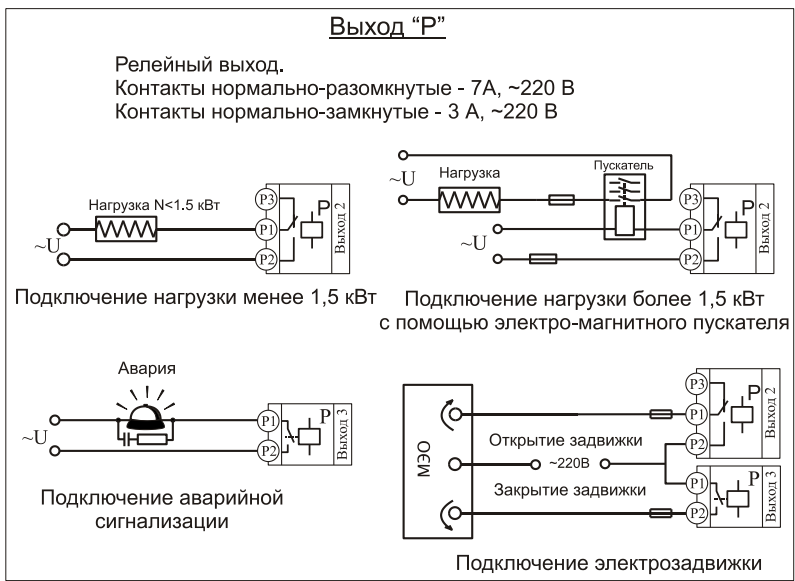 Выход “Р”
Релейный выход.
Контакты нормально-разомкнутые - 7А, ~220 В
Контакты нормально-замкнутые - 3 А, ~220 В
~U
Нагрузка N<1.5 кВт
Р3
Р1
Р2
Р
Выход 2
Подключение нагрузки менее 1,5 кВт
~U
Нагрузка
Пускатель
~U
Р3
Р1
Р2
Р
Выход 2
Подключение нагрузки более 1,5 кВт
с помощью электро-магнитного пускателя
Авария
~U
Р1
Р2
Р
Выход 3
Подключение аварийной
сигнализации
МЭО
Открытие задвижки
~220В
Закрытие задвижки
Р3
Р1
Р2
Р
Выход 2
Р1
Р2
Р
Выход 3
Подключение электрозадвижки